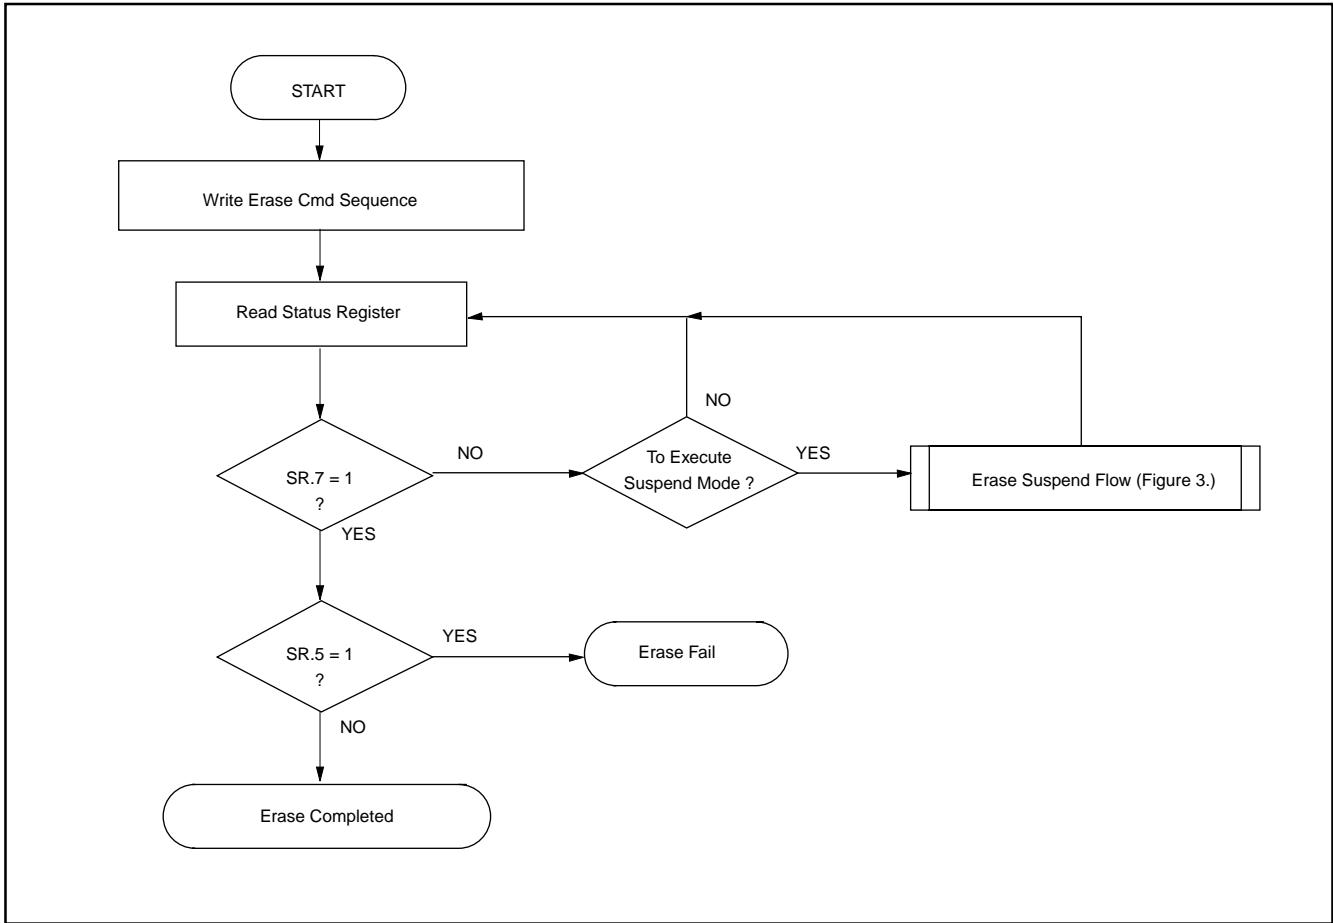 START
Write Erase Cmd Sequence
Read Status Register
NO
To Execute
Suspend Mode ?
NO
YES
Erase Suspend Flow (Figure 3.)
SR.7 = 1
?
YES
SR.5 = 1
?
YES
Erase Fail
NO
Erase Completed